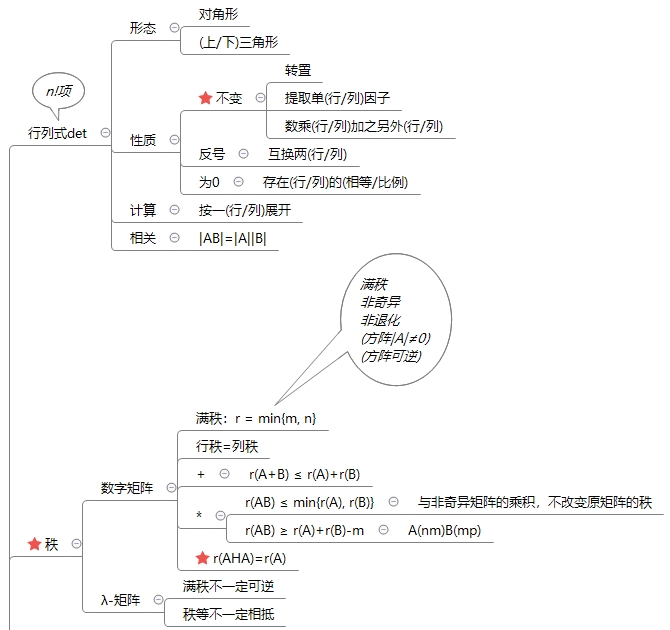 对角形
形态
(上/下)三角形
n!项
转置
不变
提取单(行/列)因子
行列式det
数乘(行/列)加之另外(行/列)
性质
反号
互换两(行/列)
为0
存在(行/列)的(相等/比例)
计算
按一(行/列)展开
相关
|AB|=|A||B|
满秩
非奇异
非退化
(方阵|A|≠0)
(方阵可逆)
满秩：r = min{m, n}
行秩=列秩
数字矩阵
+
r(A+B) ≤ r(A)+r(B)
r(AB) ≤ min{r(A), r(B)}
与非奇异矩阵的乘积，不改变原矩阵的秩
*
r(AB) ≥ r(A)+r(B)-m
A(nm)B(mp)
秩
r(AHA)=r(A)
满秩不一定可逆
λ-矩阵
秩等不一定相抵